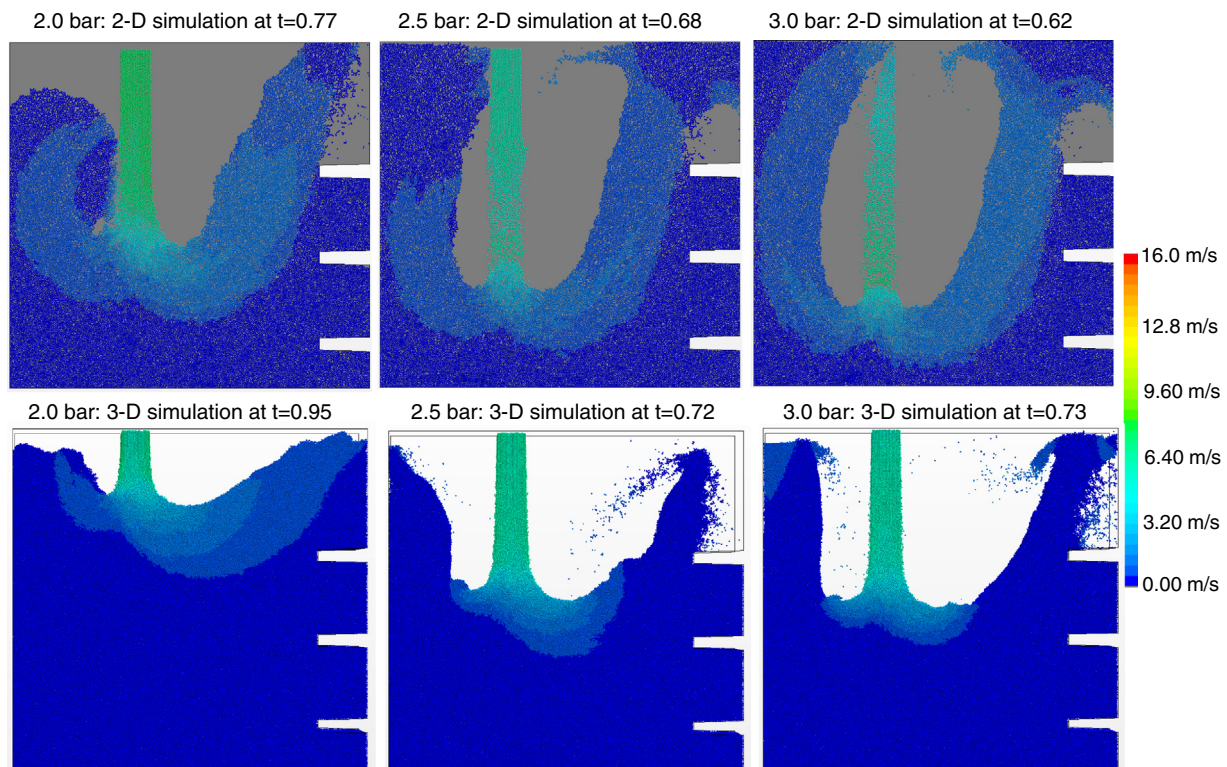 2.0 bar: 2-D simulation at t=0.77
2.5 bar: 2-D simulation at t=0.68
3.0 bar: 2-D simulation at t=0.62
16.0 m/s
12.8 m/s
9.60 m/s
6.40 m/s
3.20 m/s
0.00 m/s
2.0 bar: 3-D simulation at t=0.95
2.5 bar: 3-D simulation at t=0.72
3.0 bar: 3-D simulation at t=0.73